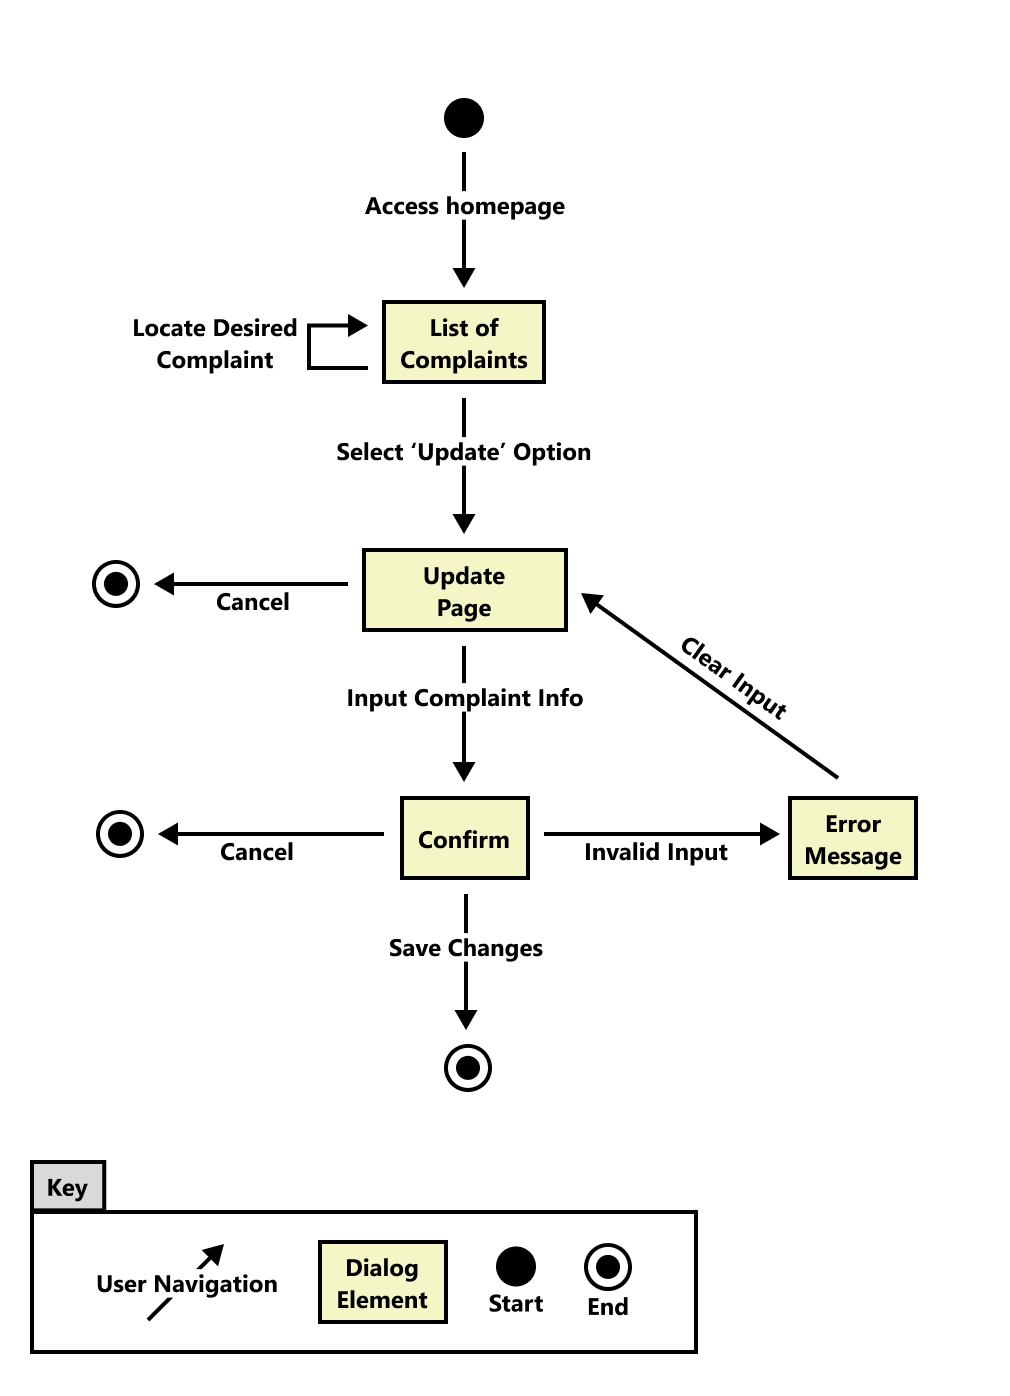 Access homepage
Locate Desired
Complaint
List of
Complaints
Select ‘Update’ Option
Update
Page
Cancel
Clear Input
Input Complaint Info
Confirm
Cancel
Invalid Input
Error
Message
Save Changes
Key
User Navigation
Dialog
Element
Start
End